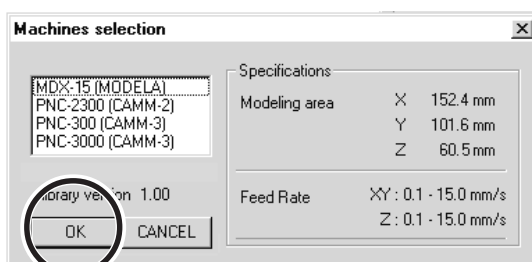 Machines selection
MDX-15 (MODELA)
PNC-2300 (CAMM-2)
PNC-300 (CAMM-3)
PNC-3000 (CAMM-3)
Library version 1.00
OK
CANCEL
Specifications
Modeling area
X 152.4 mm
Y 101.6 mm
Z 60.5 mm
Feed Rate
XY : 0.1 - 15.0 mm/s
Z : 0.1 - 15.0 mm/s